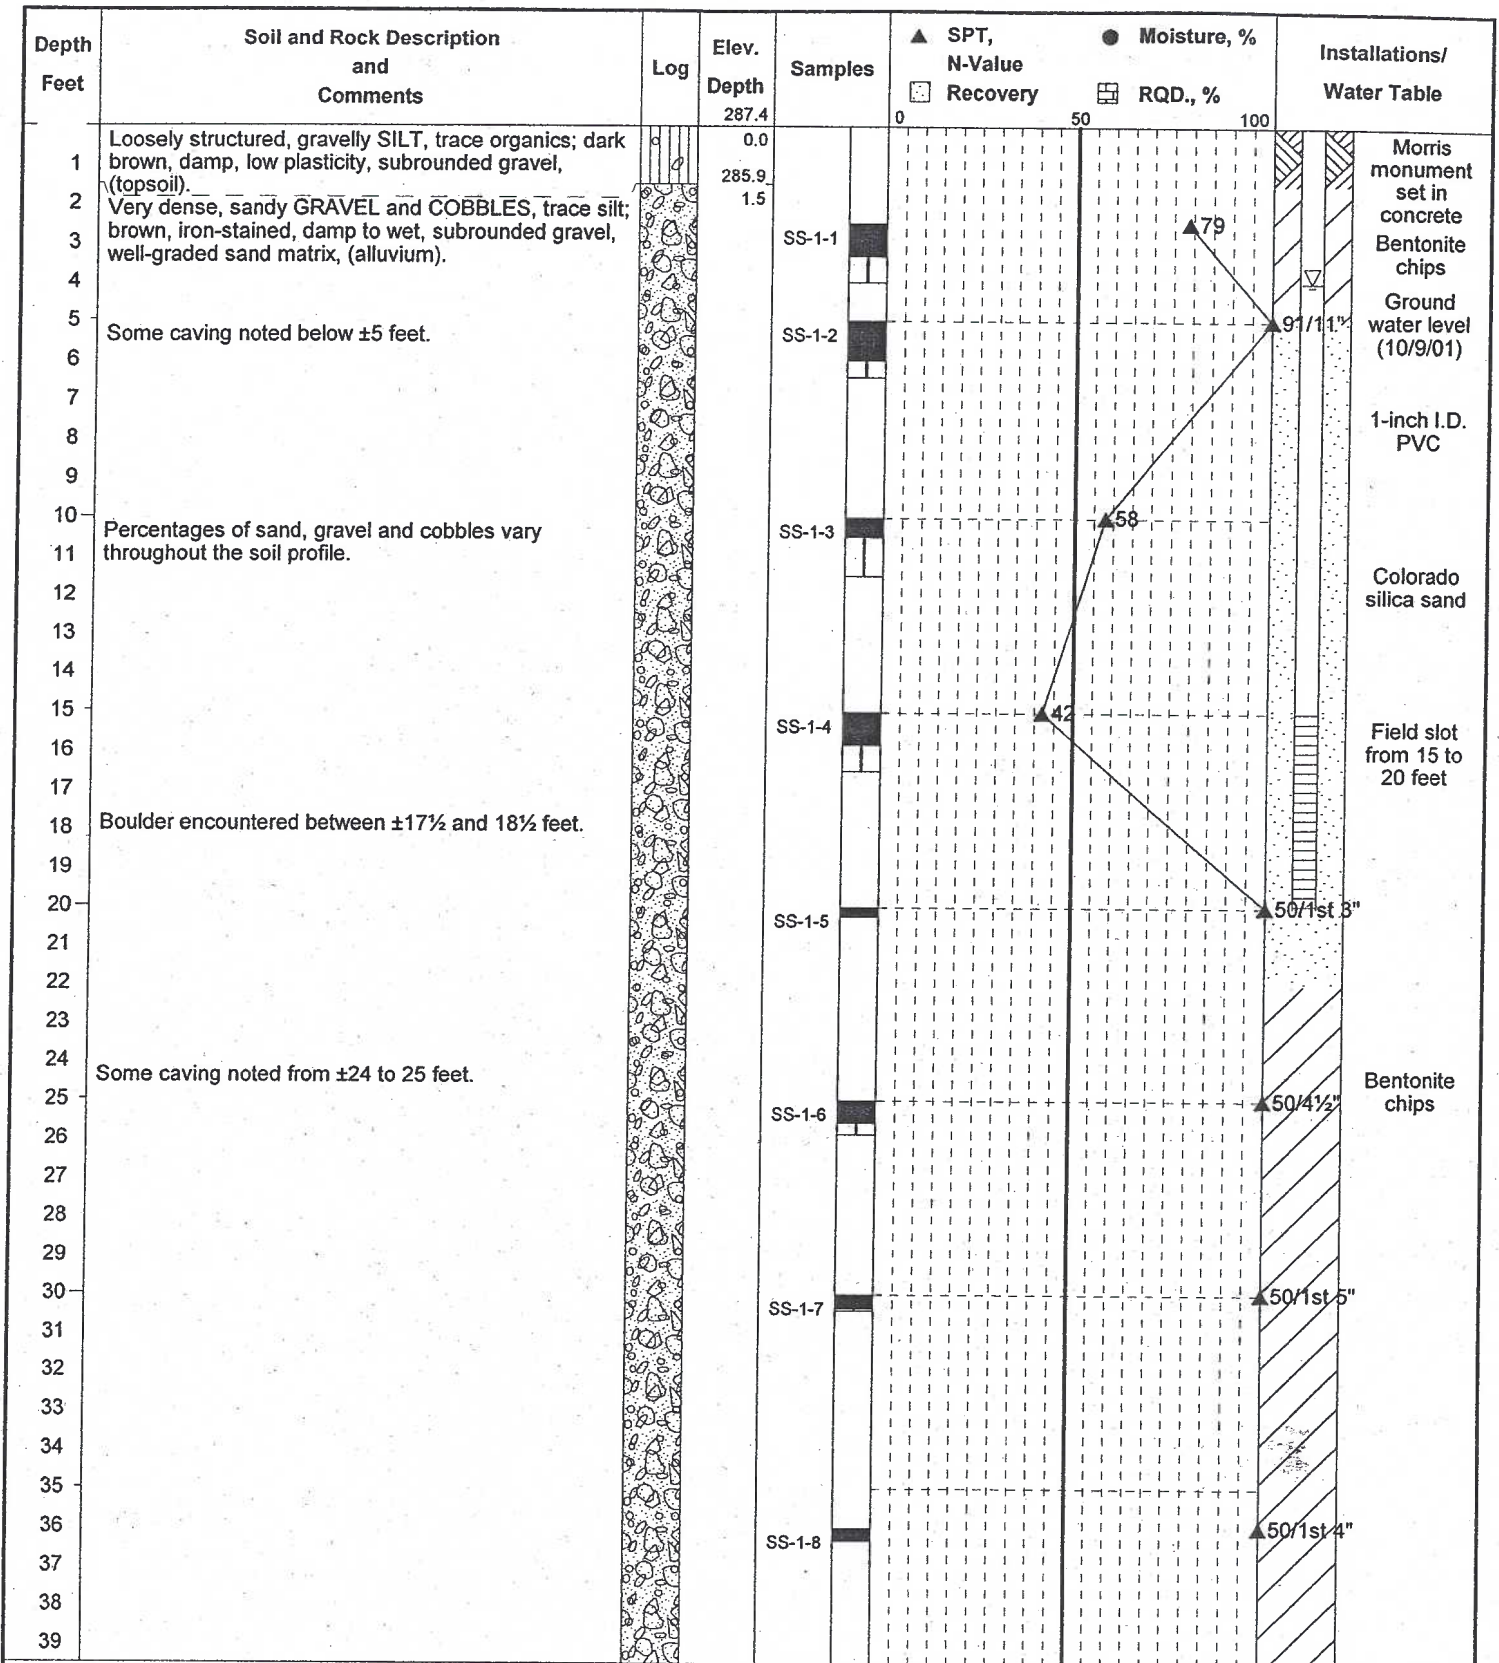 Depth
Feet
Soil and Rock Description
and
Comments
Log
Elev.
Depth
287.4
Samples
▲ SPT,
N-Value
Recovery
● Moisture, %
RQD., %
0 50 100
Installations/
Water Table
Loosely structured, gravelly SILT, trace organics; dark
brown, damp, low plasticity, subrounded gravel,
(topsoil).
Very dense, sandy GRAVEL and COBBLES, trace silt;
brown, iron-stained, damp to wet, subrounded gravel,
well-graded sand matrix, (alluvium).
Some caving noted below ±5 feet.
Percentages of sand, gravel and cobbles vary
throughout the soil profile.
Boulder encountered between ±17½ and 18½ feet.
Some caving noted from ±24 to 25 feet.
1
2
3
4
5
6
7
8
9
10
11
12
13
14
15
16
17
18
19
20
21
22
23
24
25
26
27
28
29
30
31
32
33
34
35
36
37
38
39
0.0
285.9
1.5
SS-1-1
SS-1-2
SS-1-3
SS-1-4
SS-1-5
SS-1-6
SS-1-7
SS-1-8
79
91/11"
58
42
50/1st 3"
50/4½"
50/1st 5"
50/1st 4"
Morris
monument
set in
concrete
Bentonite
chips
Ground
water level
(10/9/01)
1-inch I.D.
PVC
Colorado
silica sand
Field slot
from 15 to
20 feet
Bentonite
chips